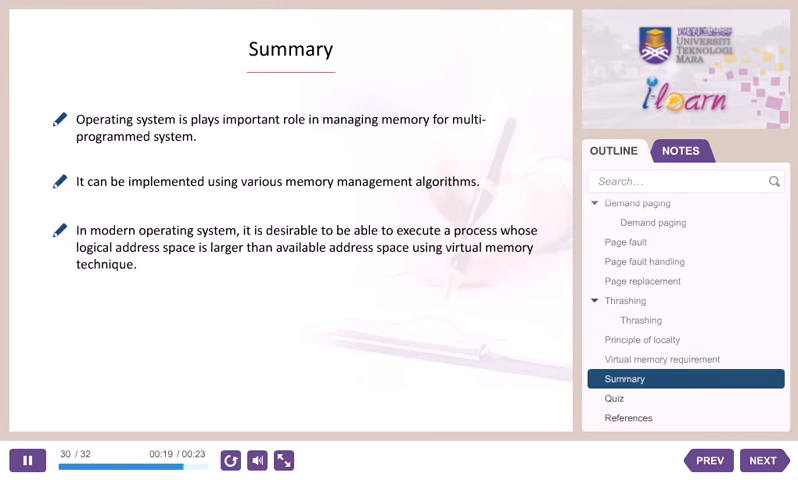 Summary
Operating system is plays important role in managing memory for multi-
programmed system.
It can be implemented using various memory management algorithms.
In modern operating system, it is desirable to be able to execute a process whose
logical address space is larger than available address space using virtual memory
technique.
UNIVERSITI
TEKNOLOGI
MARA
i-learn
OUTLINE
NOTES
Search...
Demand paging
Demand paging
Page fault
Page fault handling
Page replacement
Thrashing
Thrashing
Principle of localty
Virtual memory requirement
Summary
Quiz
References
30 / 32
00:19 / 00:23
PREV
NEXT